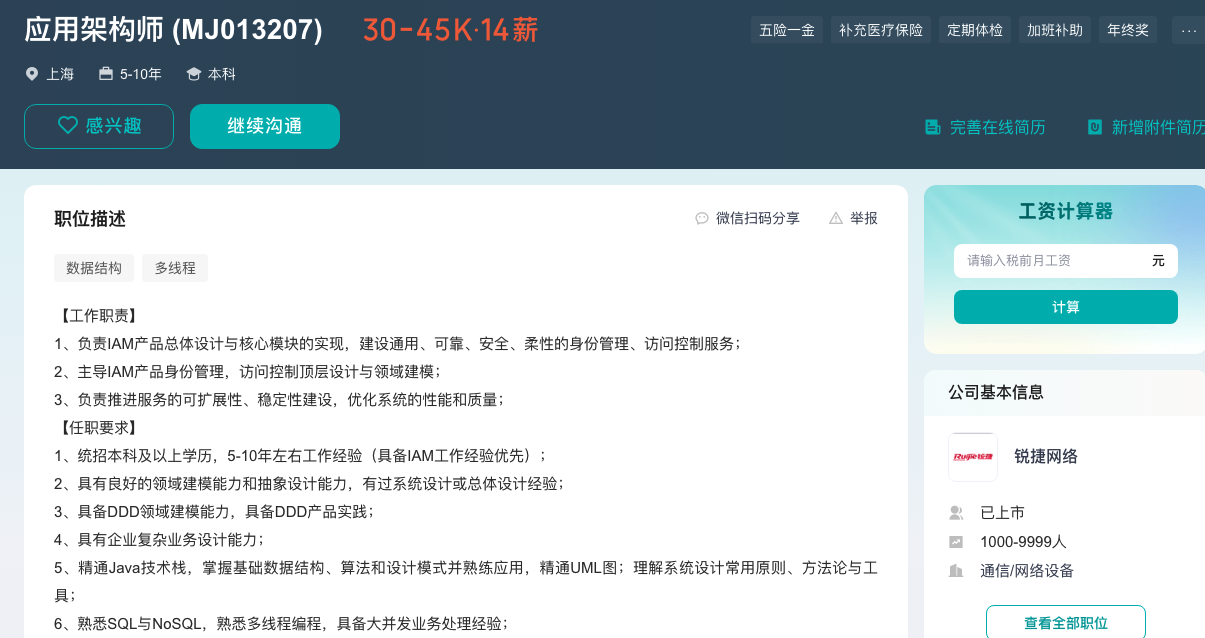 应用架构师 (MJ013207) 30-45K·14薪
五险一金 补充医疗保险 定期体检 加班补助 年终奖 ...
上海 5-10年 本科
感兴趣 继续沟通
完善在线简历 新增附件简历
职位描述
微信扫码分享 举报
数据结构 多线程
【工作职责】
1、负责IAM产品总体设计与核心模块的实现，建设通用、可靠、安全、柔性的身份管理、访问控制服务；
2、主导IAM产品身份管理，访问控制顶层设计与领域建模；
3、负责推进服务的可扩展性、稳定性建设，优化系统的性能和质量；
【任职要求】
1、统招本科及以上学历，5-10年左右工作经验（具备IAM工作经验优先）；
2、具有良好的领域建模能力和抽象设计能力，有过系统设计或总体设计经验；
3、具备DDD领域建模能力，具备DDD产品实践；
4、具有企业复杂业务设计能力；
5、精通Java技术栈，掌握基础数据结构、算法和设计模式并熟练应用，精通UML图；理解系统设计常用原则、方法论与工
具；
6、熟悉SQL与NoSQL，熟悉多线程编程，具备大并发业务处理经验；
工资计算器
请输入税前月工资 元
计算
公司基本信息
Ruijie锐捷 锐捷网络
已上市
1000-9999人
通信/网络设备
查看全部职位